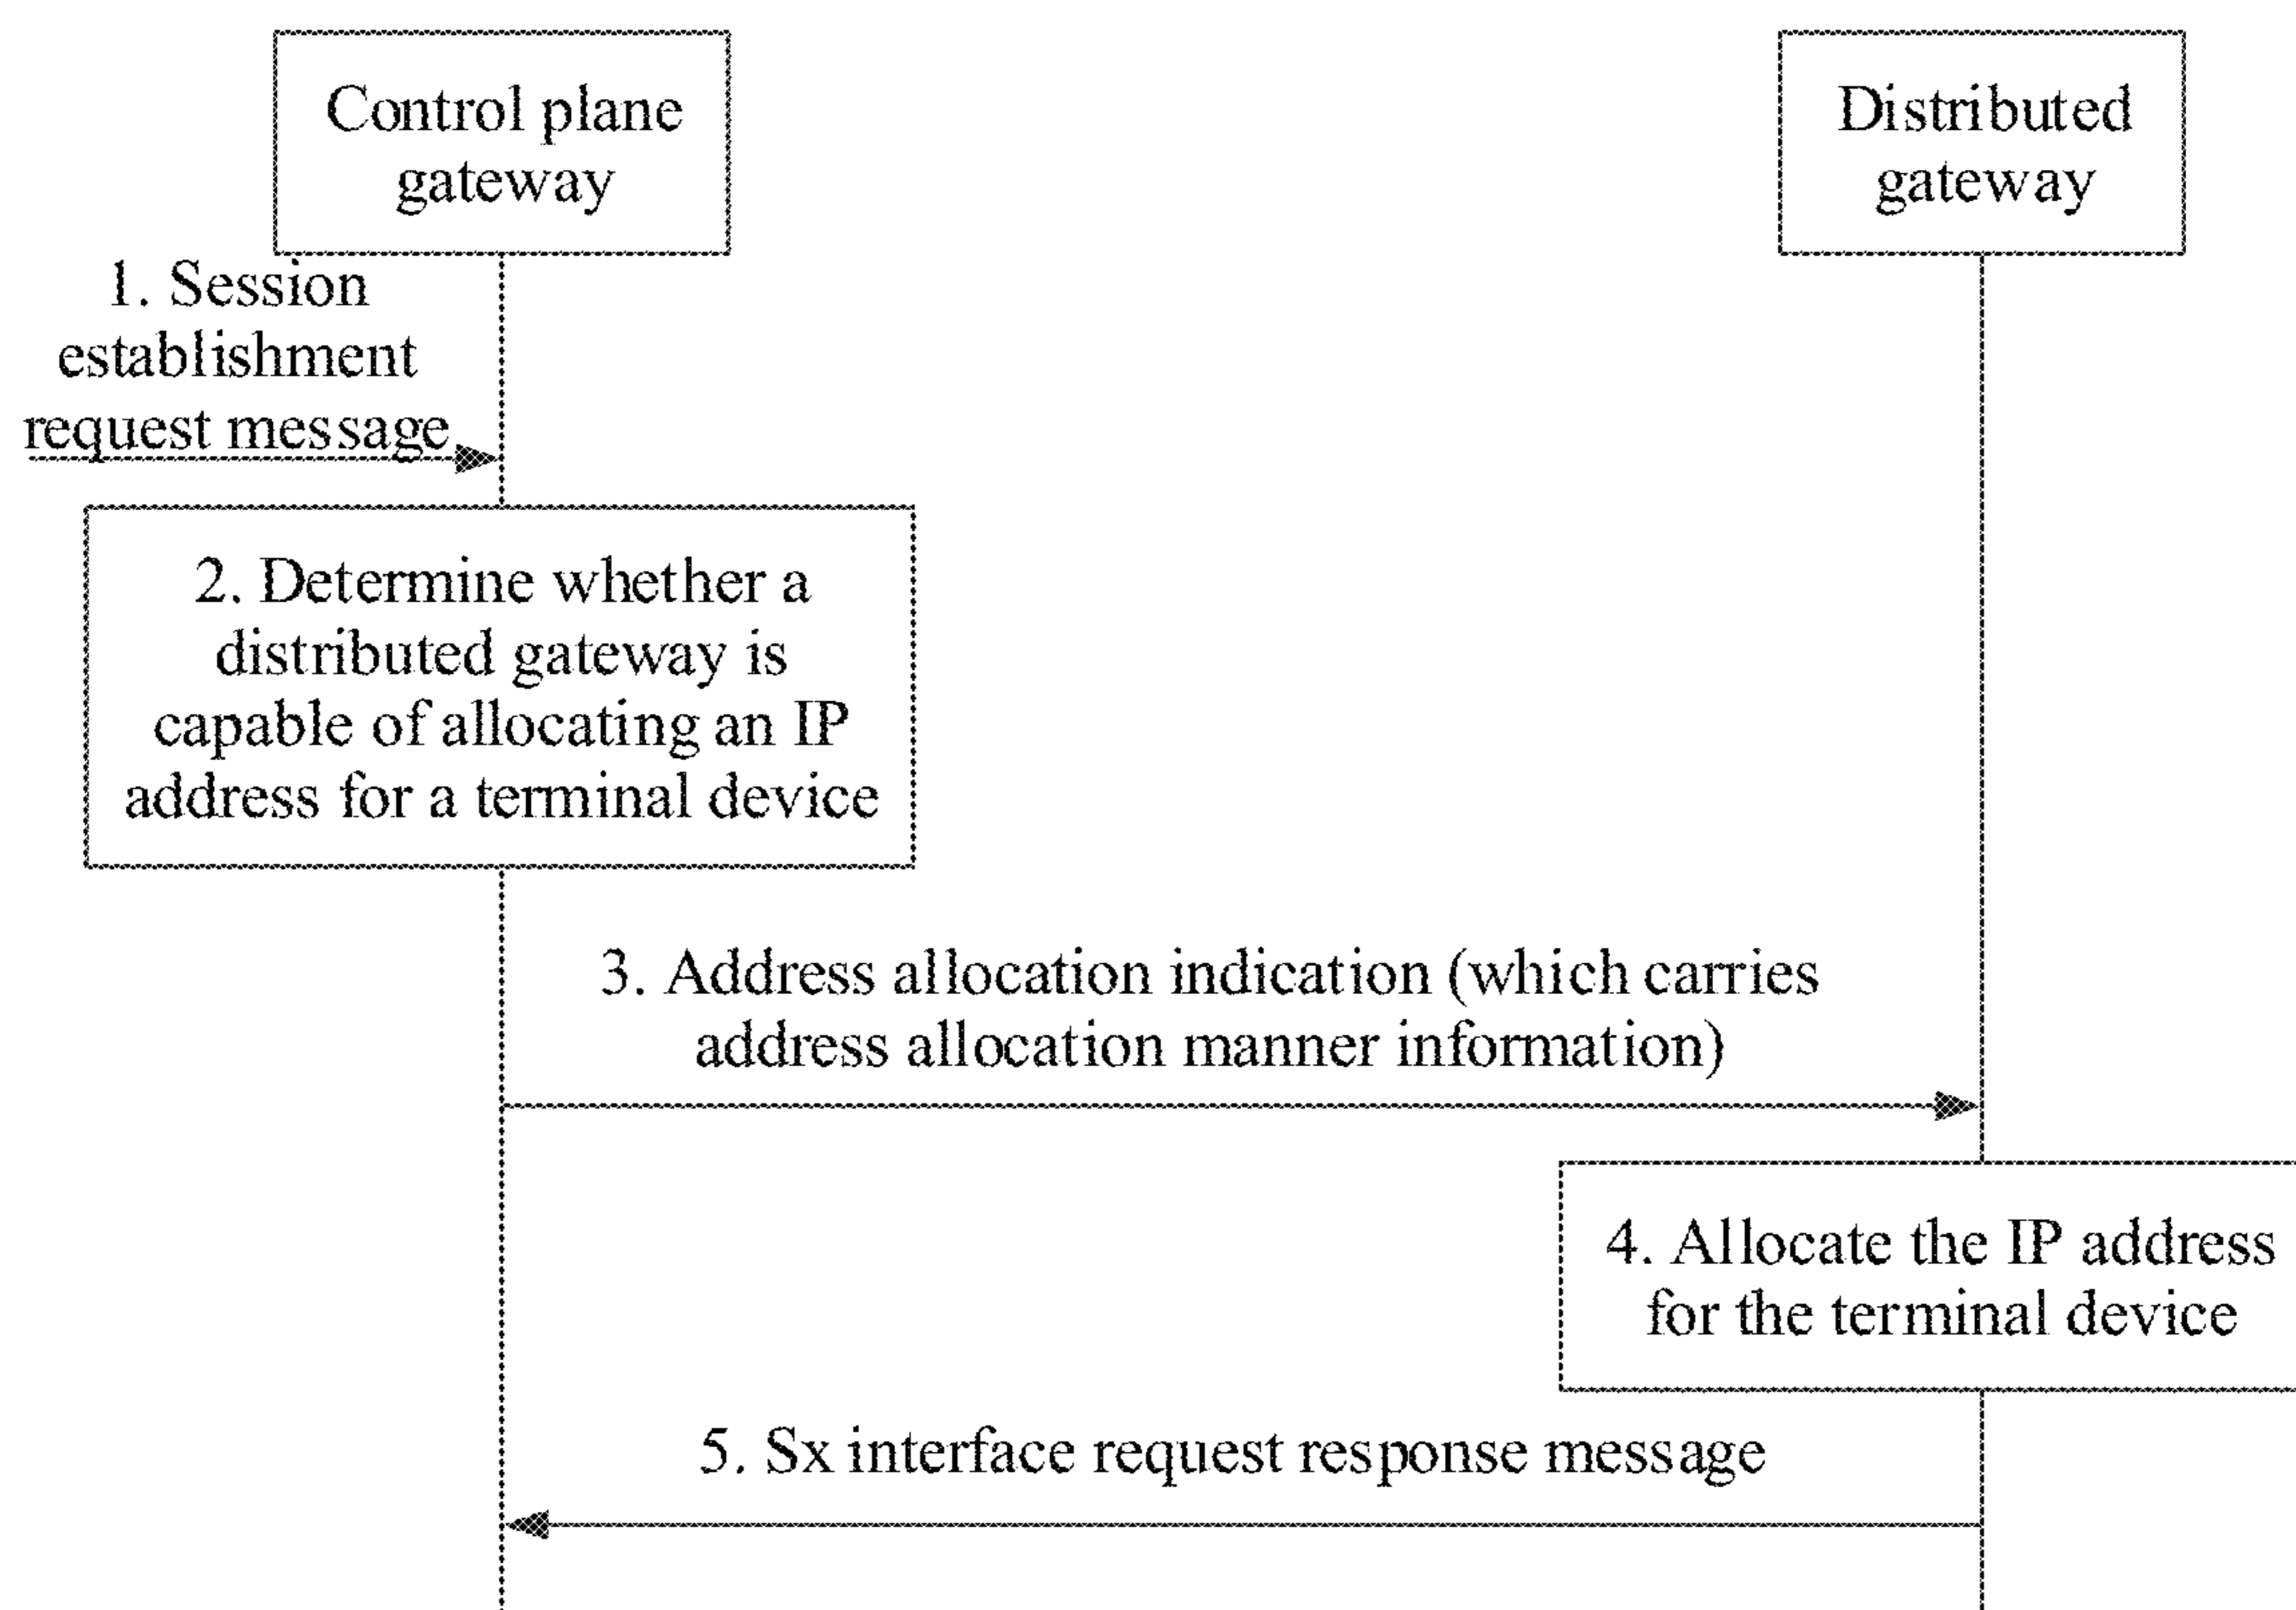 Control plane
gateway
Distributed
gateway
1. Session
establishment
request message
2. Determine whether a
distributed gateway is
capable of allocating an IP
address for a terminal device
3. Address allocation indication (which carries
address allocation manner information)
4. Allocate the IP address
for the terminal device
5. Sx interface request response message